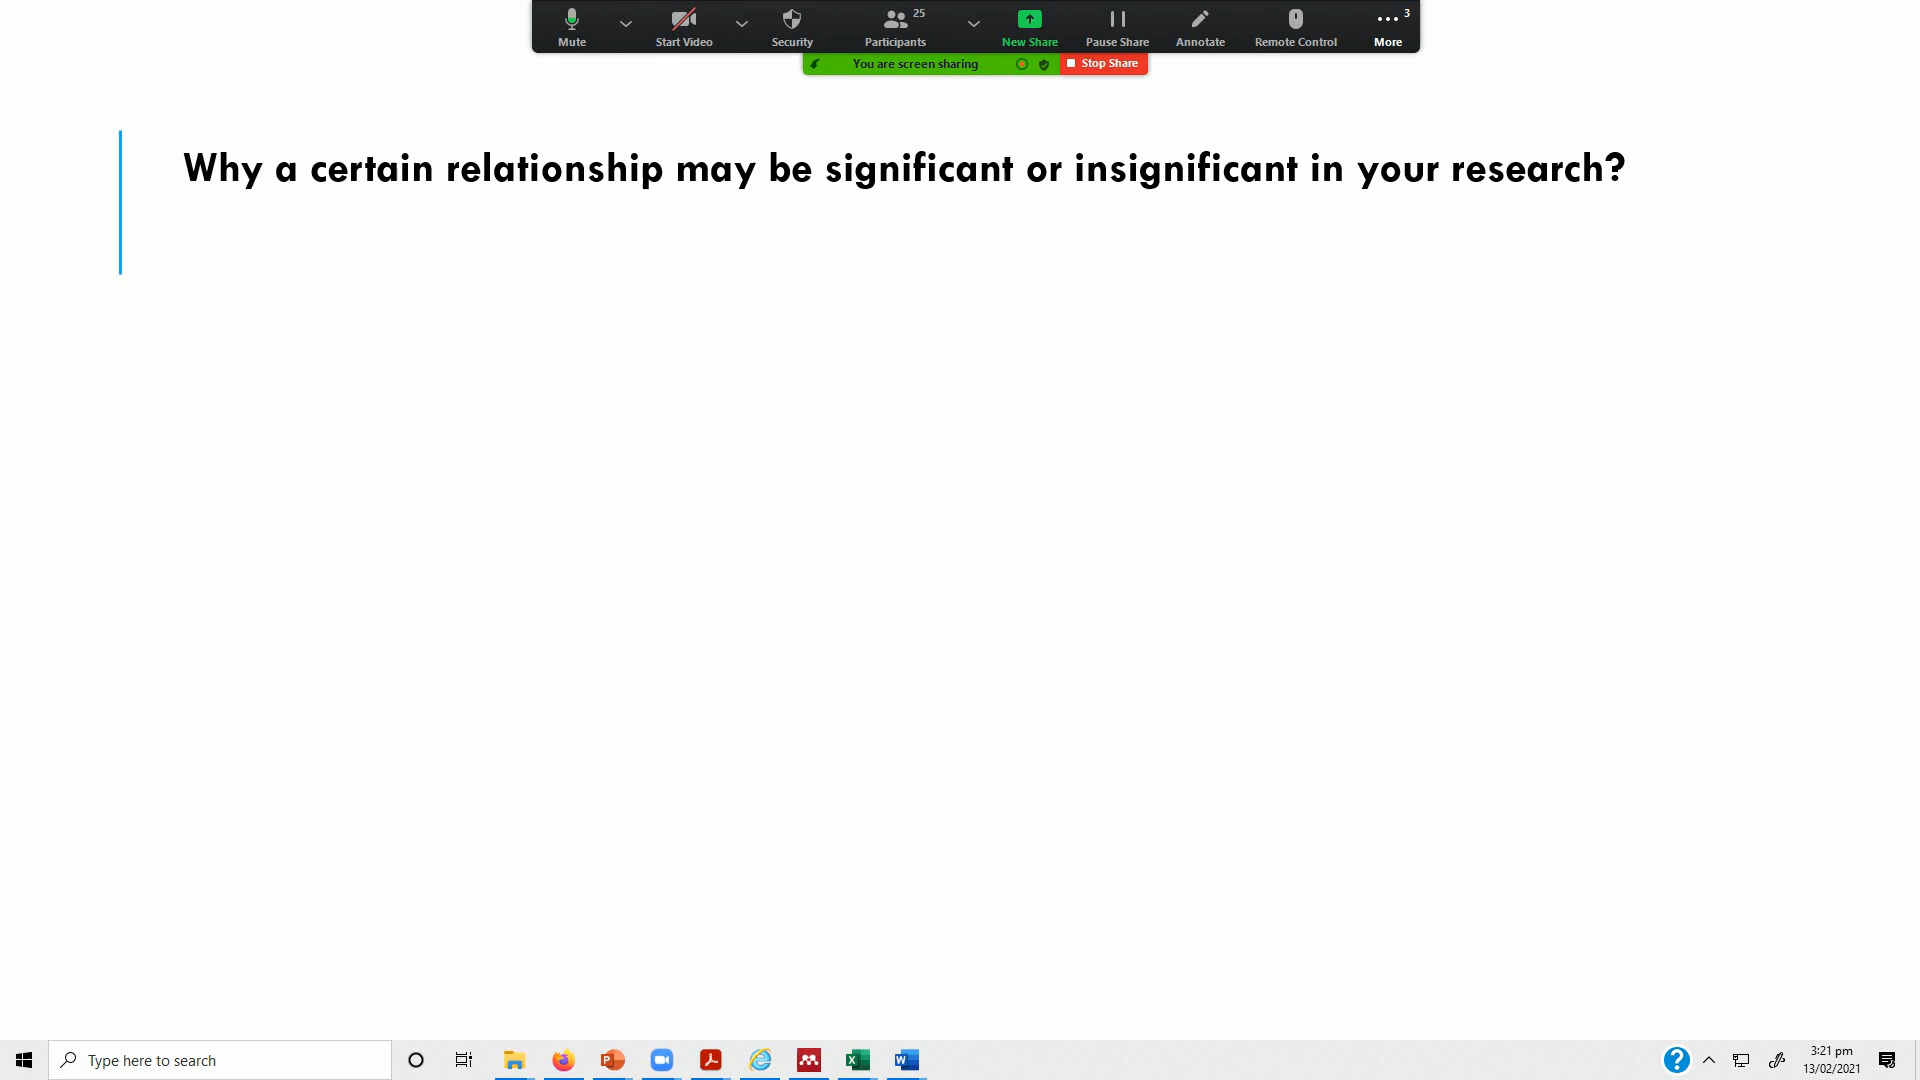 25
3
Mute
Start Video
Security
Participants
New Share
Pause Share
Annotate
Remote Control
More
You are screen sharing
Stop Share
Why a certain relationship may be significant or insignificant in your research?
Type here to search
3:21 pm
13/02/2021